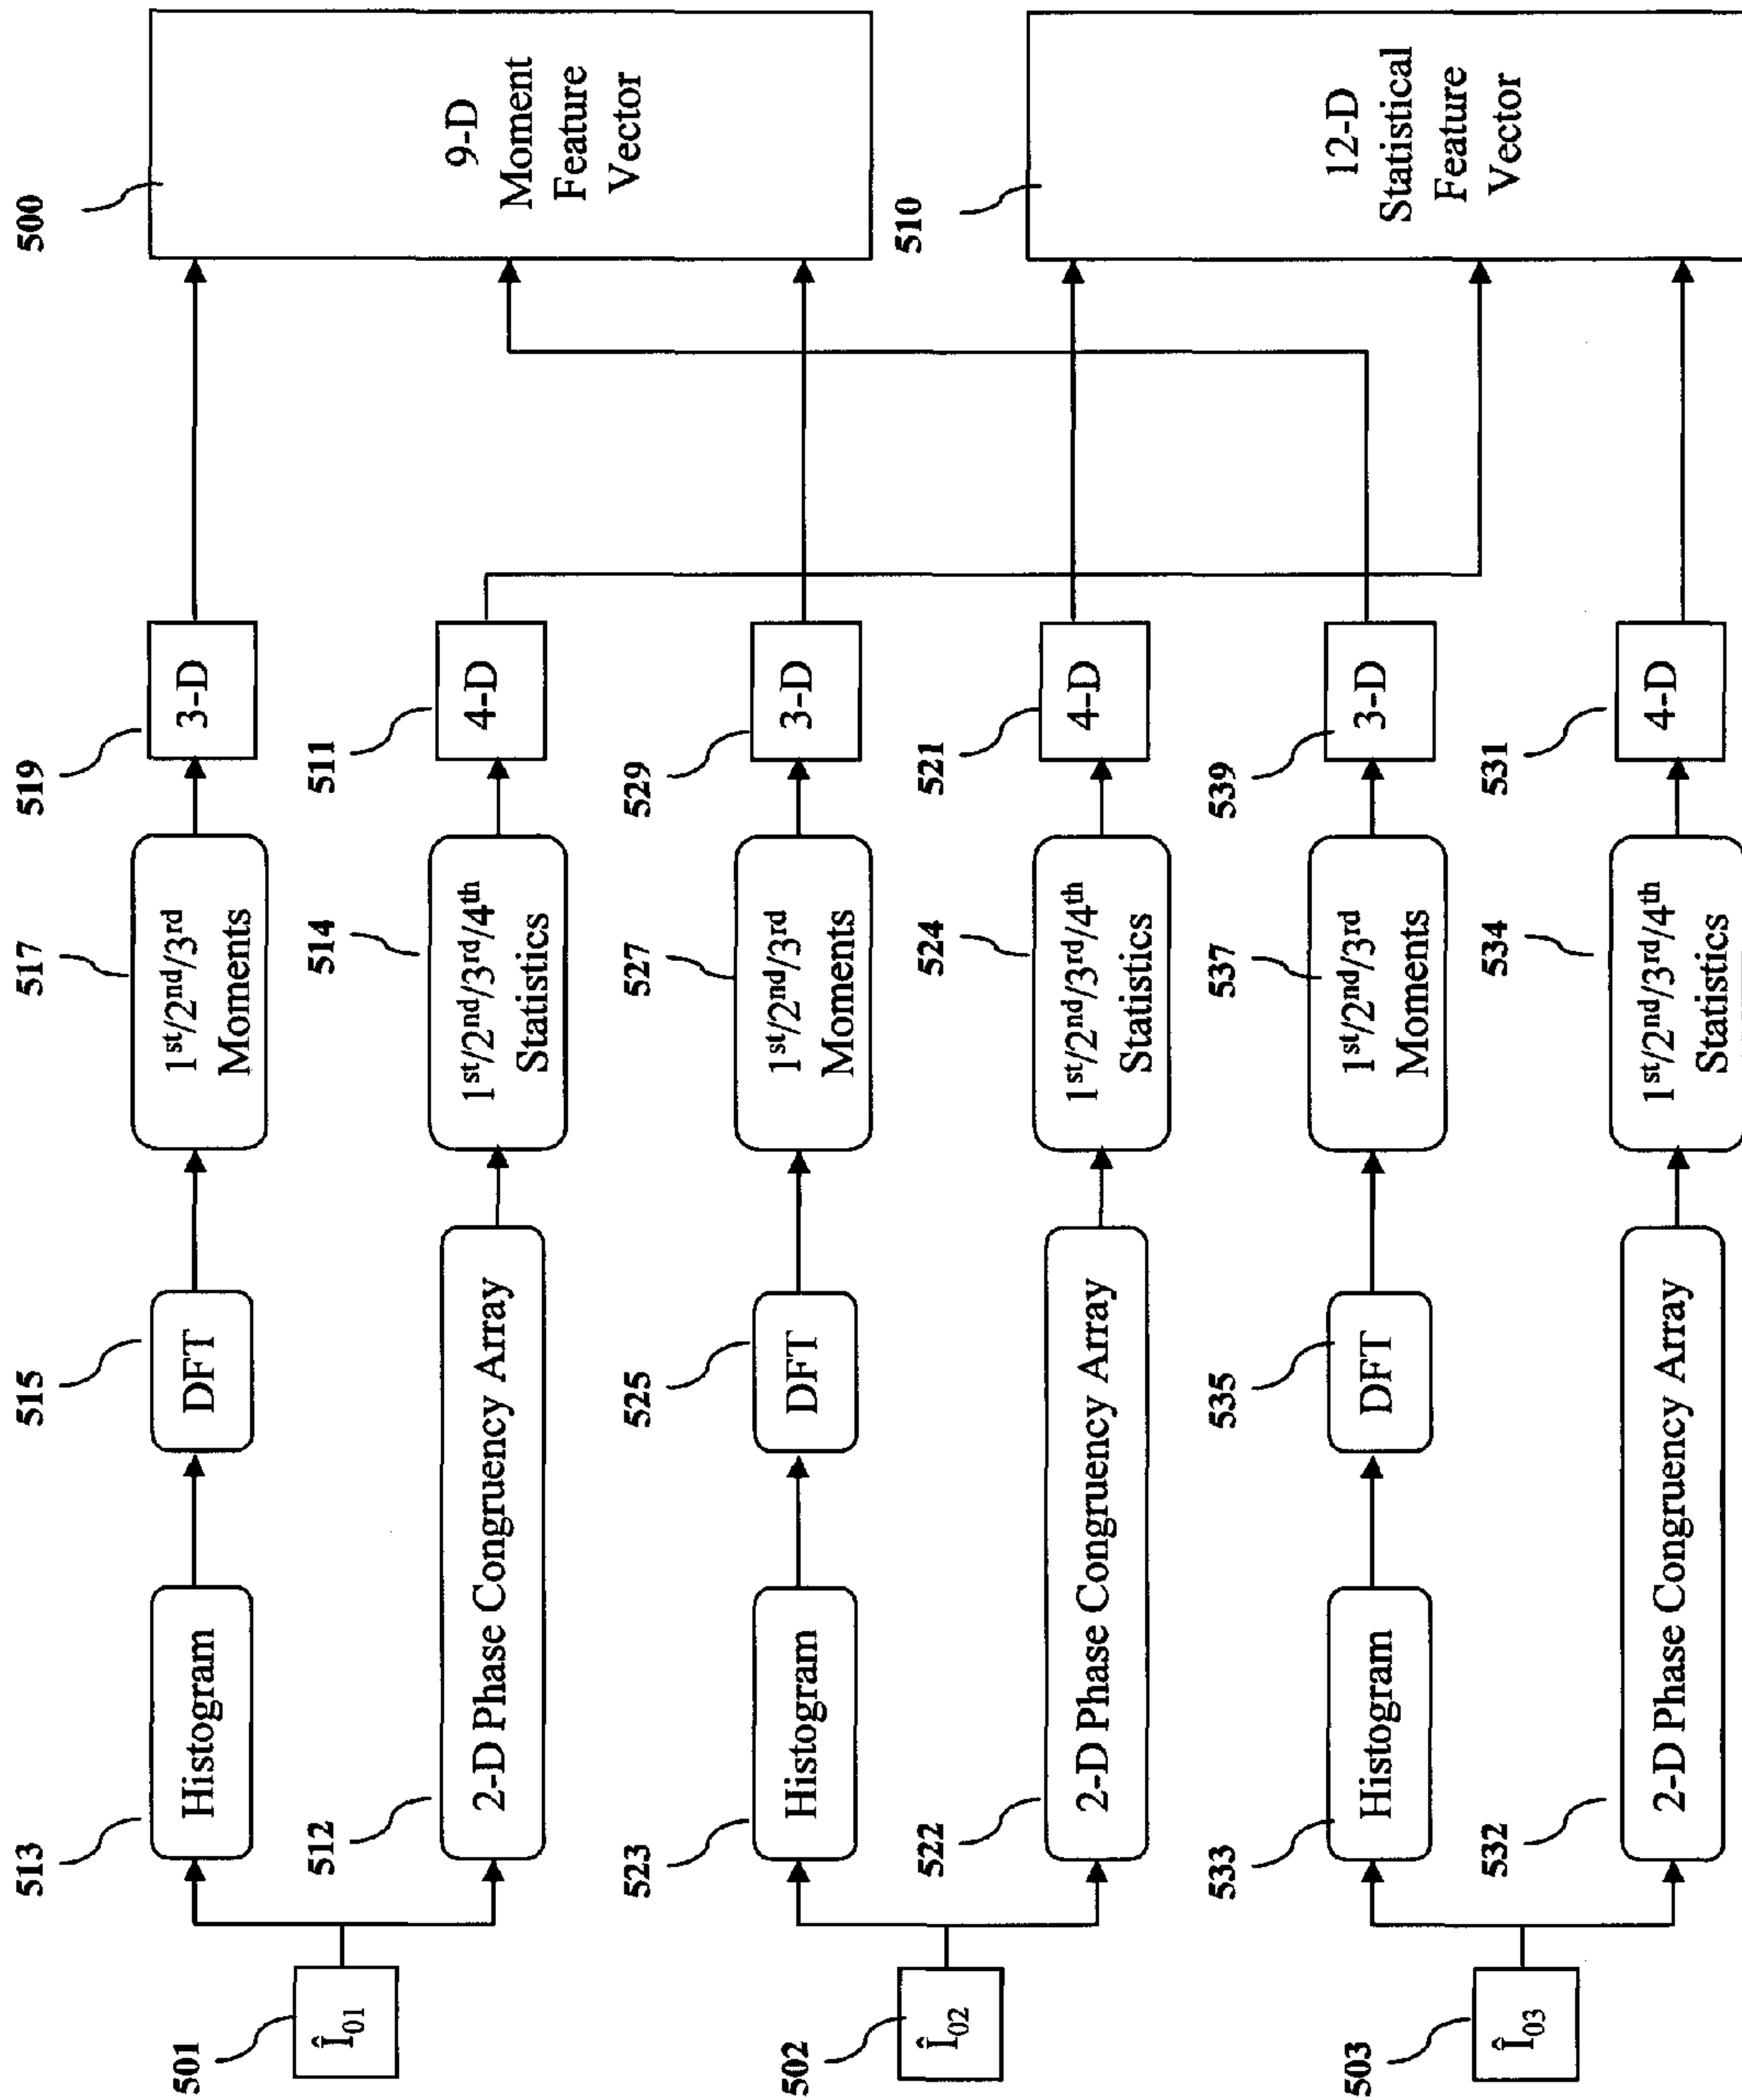 501
Î01
513
Histogram
515
DFT
517
1st/2nd/3rd
Moments
519
3-D
500
9-D
Moment
Feature
Vector
512
2-D Phase Congruency Array
514
1st/2nd/3rd/4th
Statistics
511
4-D
502
Î02
523
Histogram
525
DFT
527
1st/2nd/3rd
Moments
529
3-D
522
2-D Phase Congruency Array
524
1st/2nd/3rd/4th
Statistics
521
4-D
510
12-D
Statistical
Feature
Vector
503
Î03
533
Histogram
535
DFT
537
1st/2nd/3rd
Moments
539
3-D
532
2-D Phase Congruency Array
534
1st/2nd/3rd/4th
Statistics
531
4-D